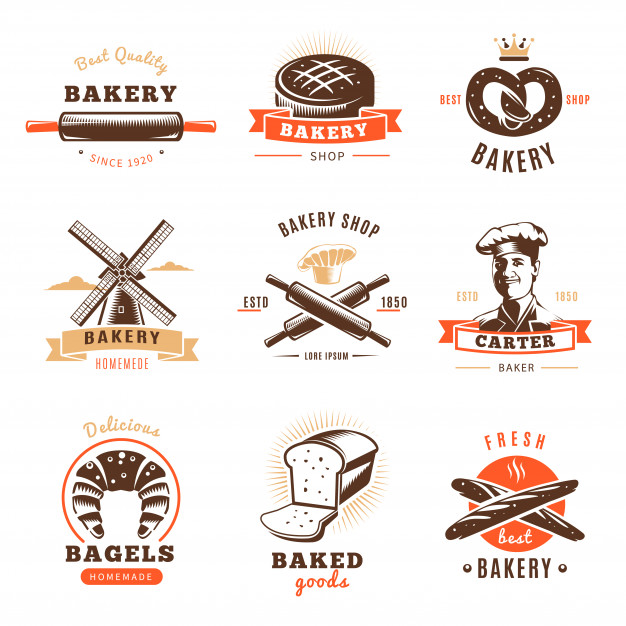 Best Quality
BAKERY
SINCE 1920
BAKERY
SHOP
BEST SHOP
BAKERY
BAKERY
HOMEMEDE
BAKERY SHOP
ESTD 1850
LORE IPSUM
ESTD 1850
CARTER
BAKER
Delicious
BAGELS
HOMEMADE
BAKED
goods
FRESH
best
BAKERY